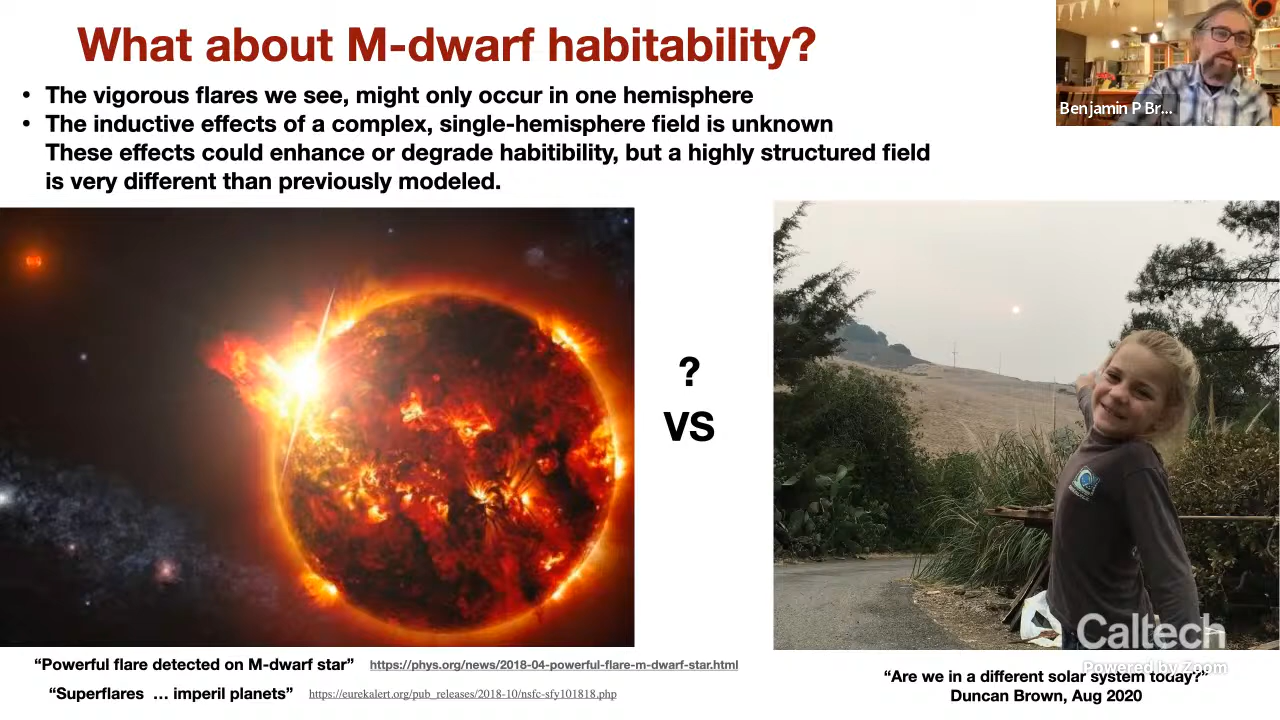 What about M-dwarf habitability?
• The vigorous flares we see, might only occur in one hemisphere
• The inductive effects of a complex, single-hemisphere field is unknown
These effects could enhance or degrade habitibility, but a highly structured field
is very different than previously modeled.
Benjamin P Br...
?
VS
Caltech
Powered by Zoom
“Powerful flare detected on M-dwarf star” https://phys.org/news/2018-04-powerful-flare-m-dwarf-star.html
“Superflares … imperil planets” https://eurekalert.org/pub_releases/2018-10/nsfc-sfy101818.php
“Are we in a different solar system today?”
Duncan Brown, Aug 2020